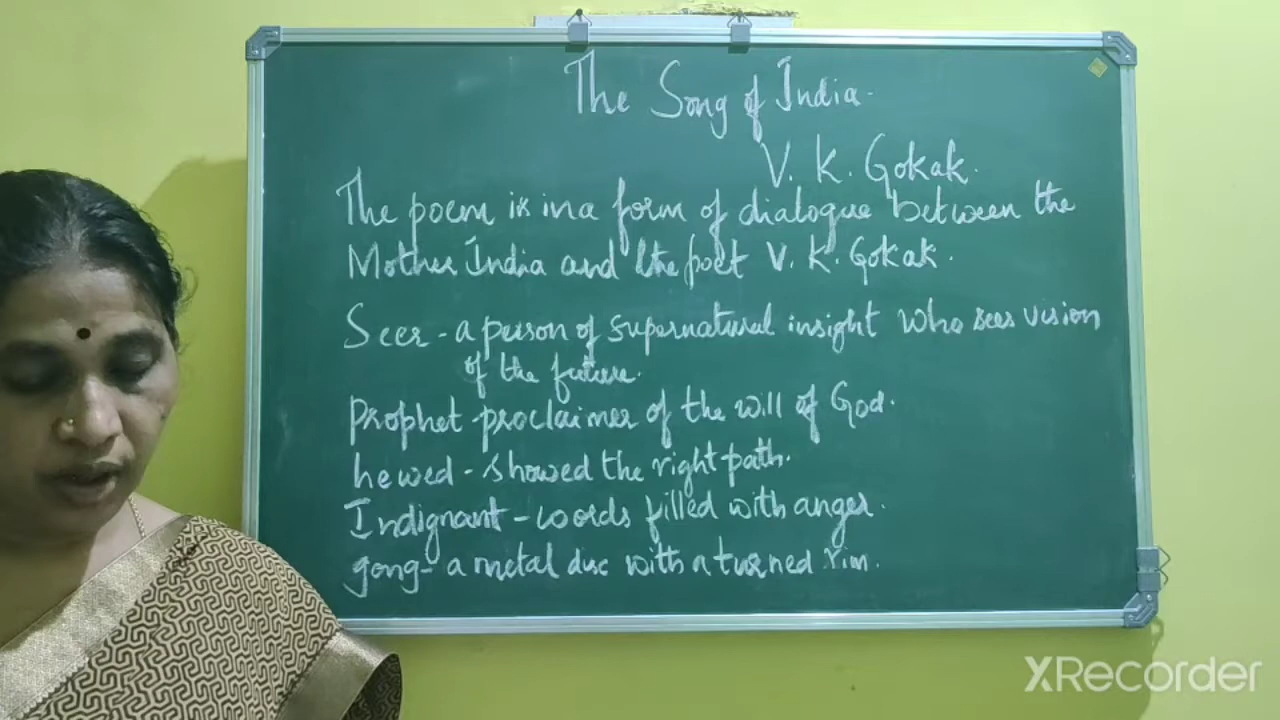 The Song of India.
V. K. Gokak.
The poem is in a form of dialogue between the
Mother India and the poet V. K. Gokak.
Seer - a person of supernatural insight who sees vision
of the future.
Prophet - proclaimer of the will of God.
hewed - showed the right path.
Indignant - words filled with anger.
gong - a metal disc with a turned rim.
XRecorder